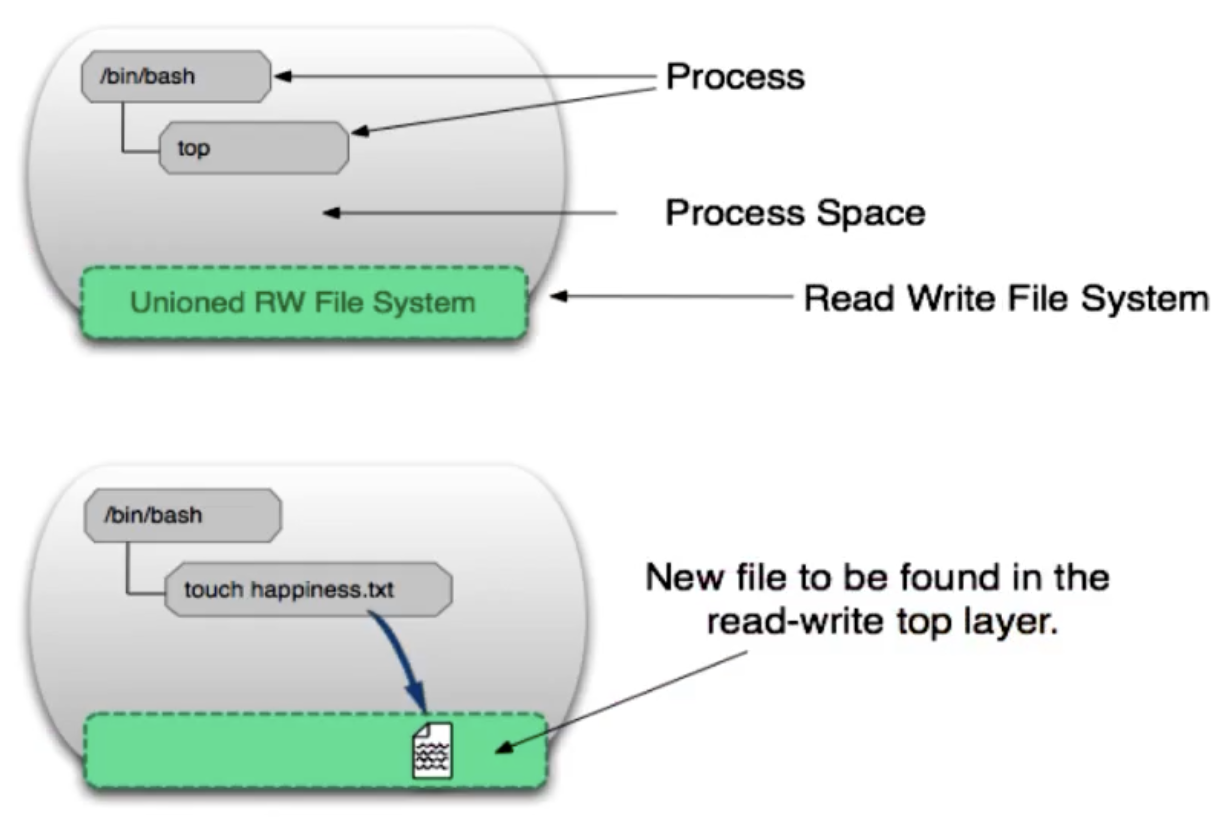 /bin/bash
Process
top
Process Space
Unioned RW File System
Read Write File System
/bin/bash
touch happiness.txt
New file to be found in the
read-write top layer.